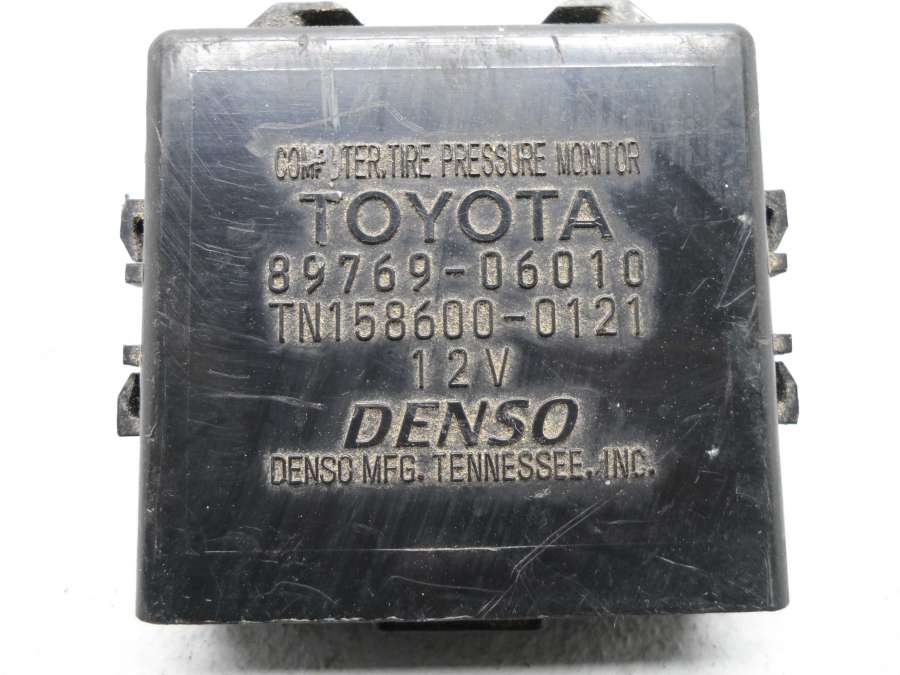 COMPUTER.TIRE PRESSURE MONITOR
TOYOTA
89769-06010
TN158600-0121
12V
DENSO
DENSO MFG. TENNESSEE. INC.